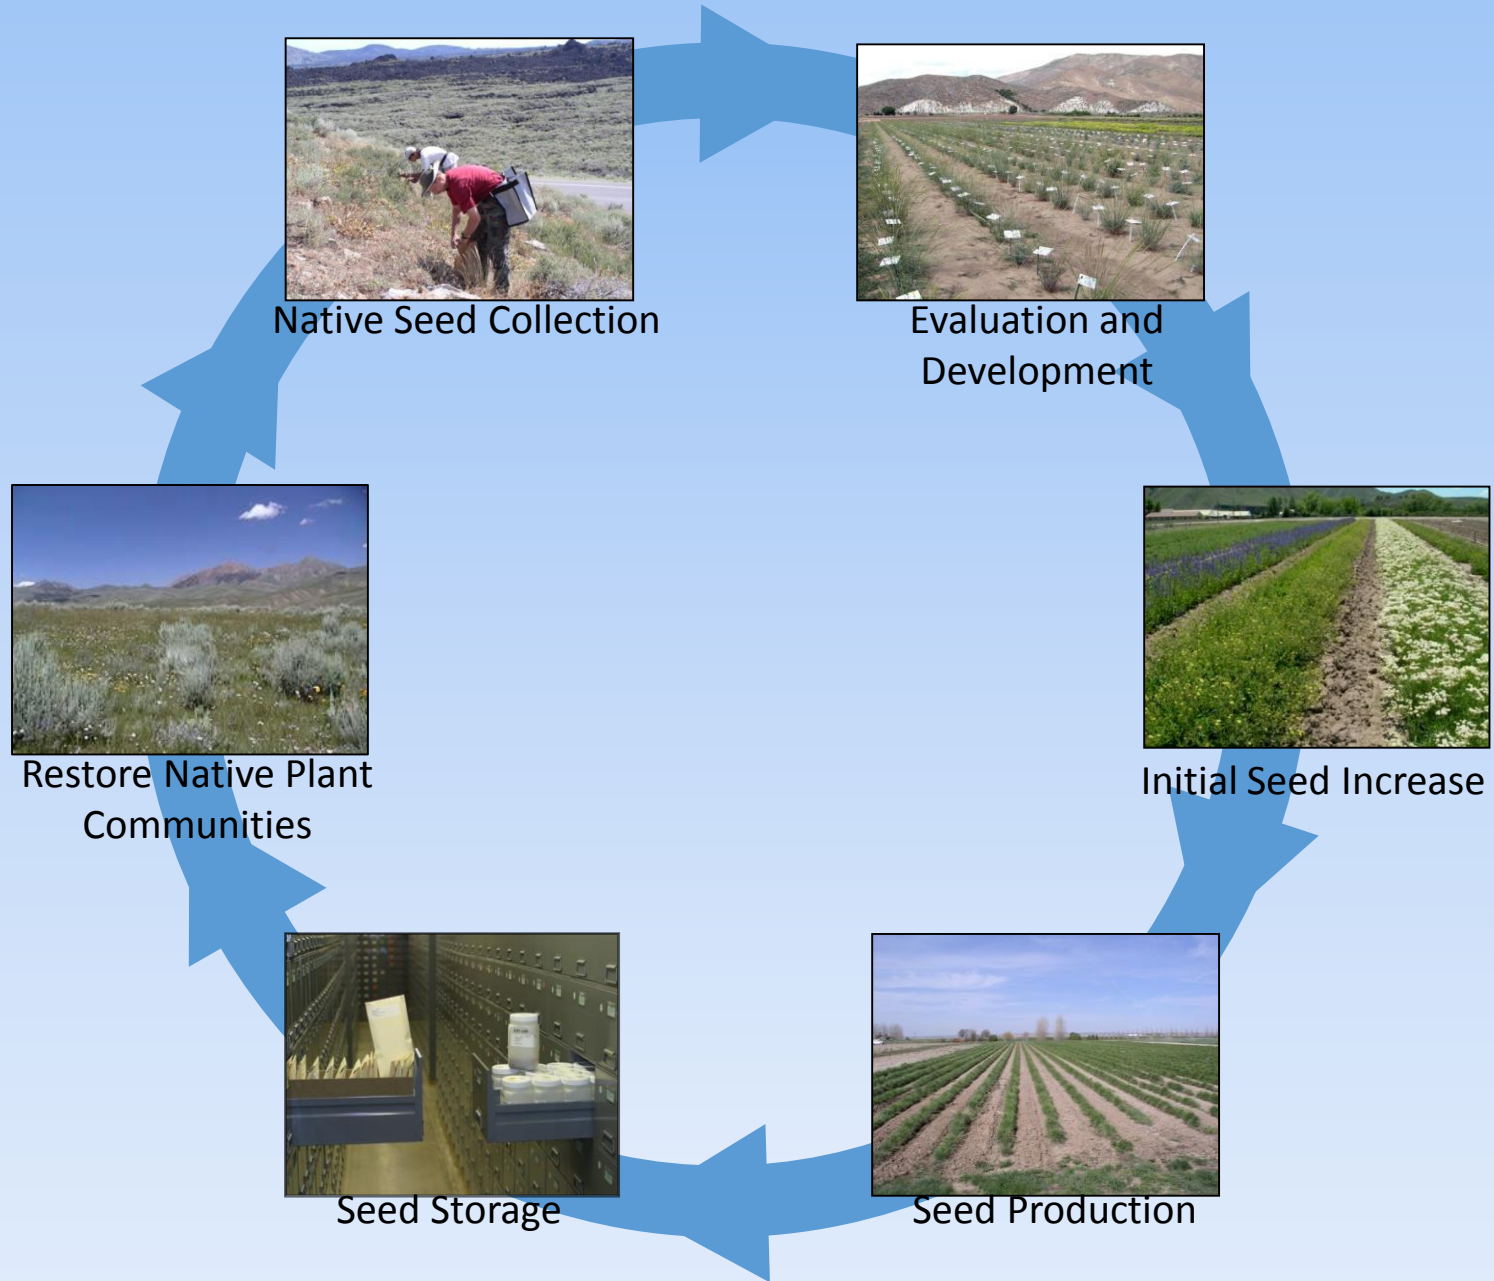 Native Seed Collection
Evaluation and
Development
Initial Seed Increase
Seed Production
Seed Storage
Restore Native Plant
Communities